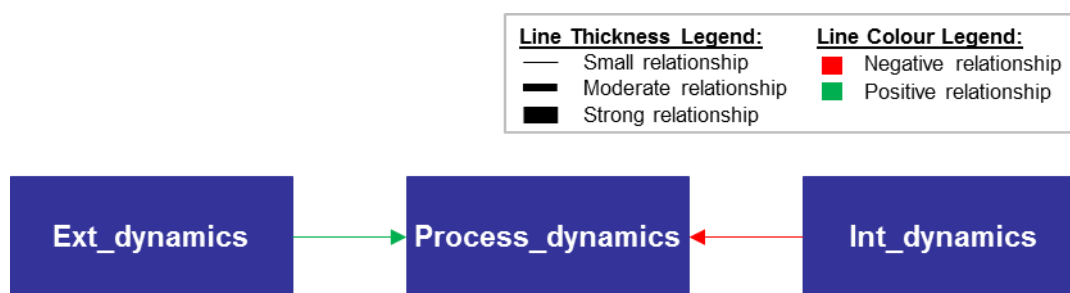 Line Thickness Legend:
Small relationship
Moderate relationship
Strong relationship
Line Colour Legend:
Negative relationship
Positive relationship
Ext_dynamics
Process_dynamics
Int_dynamics